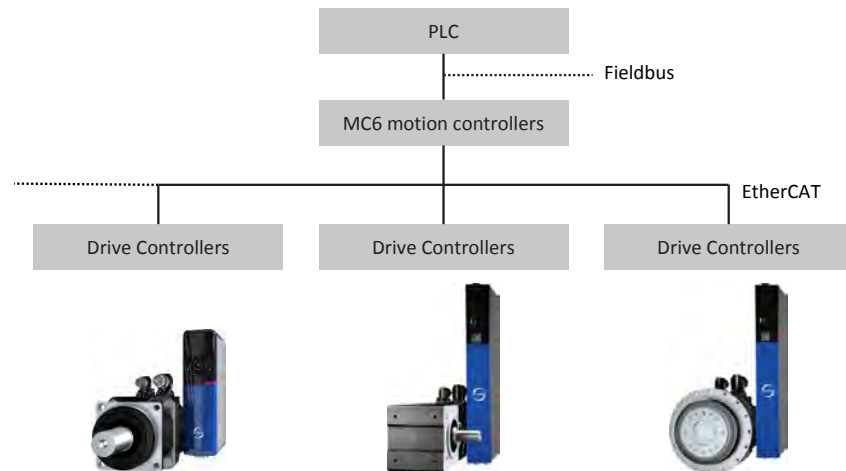 PLC
Fieldbus
MC6 motion controllers
EtherCAT
Drive Controllers
Drive Controllers
Drive Controllers